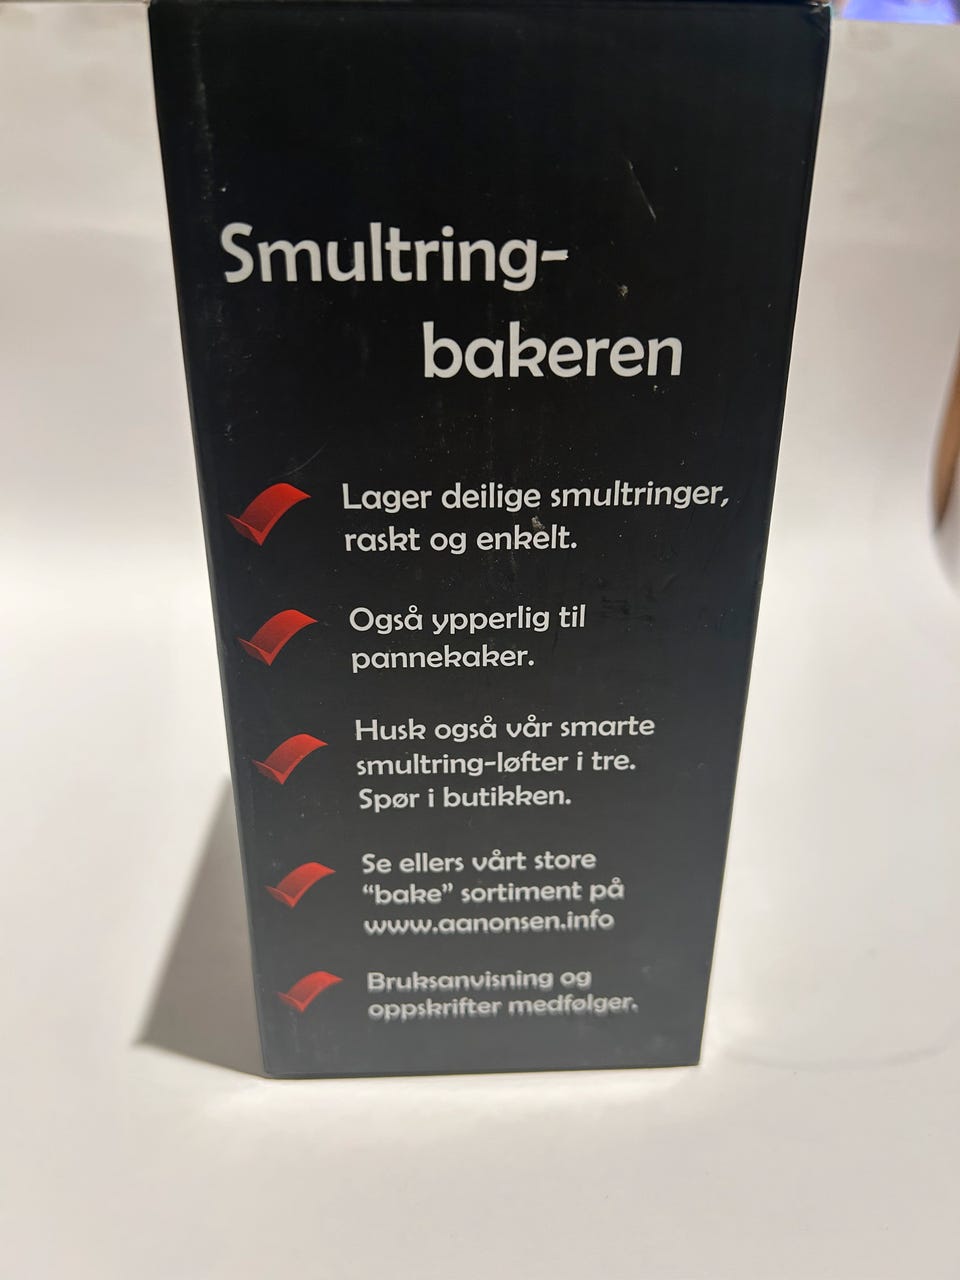 Smultring-
bakeren
Lager deilige smultringer,
raskt og enkelt.
Også ypperlig til
pannekaker.
Husk også vår smarte
smultring-løfter i tre.
Spør i butikken.
Se ellers vårt store
“bake” sortiment på
www.aanonsen.info
Bruksanvisning og
oppskrifter medfølger.